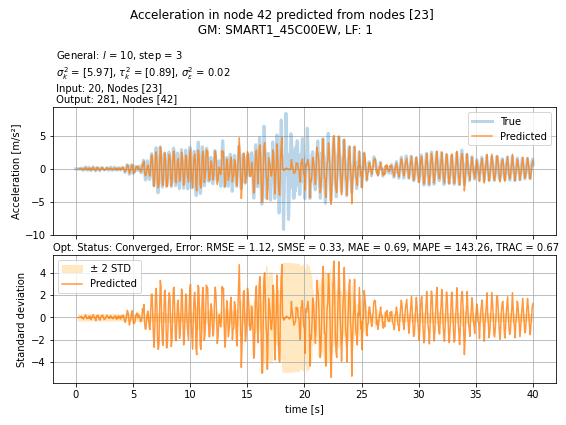 Acceleration in node 42 predicted from nodes [23]
GM: SMART1_45C00EW, LF: 1
General: l = 10, step = 3
σ²ₖ = [5.97], τ²ₖ = [0.89], σ²ε = 0.02
Input: 20, Nodes [23]
Output: 281, Nodes [42]
Acceleration [m/s²]
5
0
−5
−10
True
Predicted
Opt. Status: Converged, Error: RMSE = 1.12, SMSE = 0.33, MAE = 0.69, MAPE = 143.26, TRAC = 0.67
Standard deviation
4
2
0
−2
−4
± 2 STD
Predicted
0 5 10 15 20 25 30 35 40
time [s]